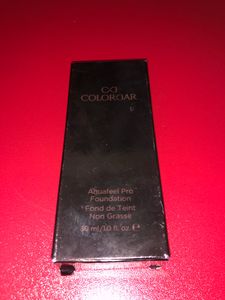 COLORBAR
Aquafeel Pro
Foundation
Fond de Teint
Non Grasse
30 ml/1.0 fl. oz. ℮